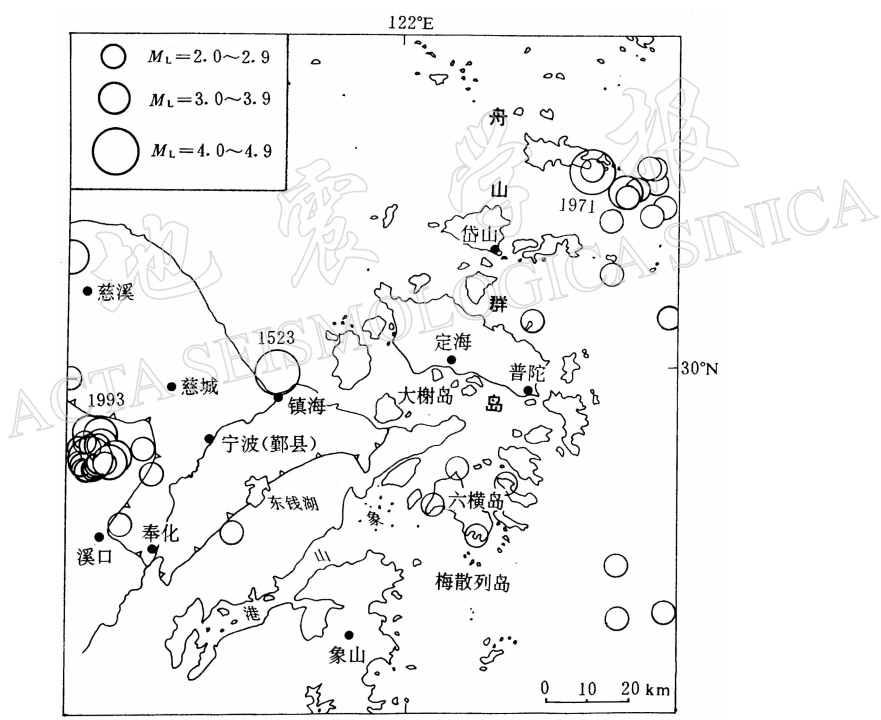 122°E
M_L=2.0～2.9
M_L=3.0～3.9
M_L=4.0～4.9
舟
山
群
岛
1971
岱山
慈溪
1523
定海
30°N
慈城
普陀
1993
大榭岛
镇海
宁波(鄞县)
东钱湖
六横岛
象
山
港
奉化
溪口
梅散列岛
象山
0 10 20 km
地震学报
ACTA SEISMOLOGICA SINICA